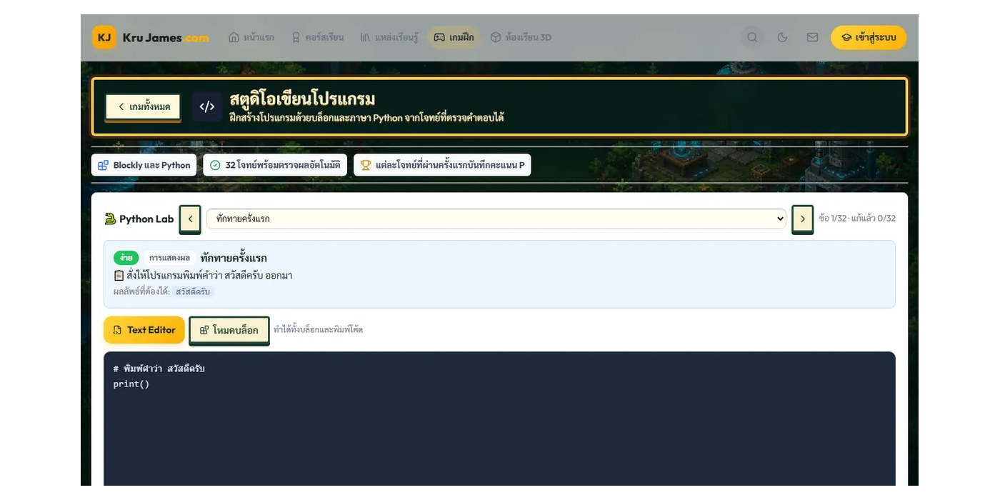 KJ Kru James.com หน้าแรก คอร์สเรียน แหล่งเรียนรู้ เกมฝึก ห้องเรียน 3D เข้าสู่ระบบ
เกมทั้งหมด
สตูดิโอเขียนโปรแกรม
ฝึกสร้างโปรแกรมด้วยบล็อกและภาษา Python จากโจทย์ที่ตรวจคำตอบได้
Blockly และ Python 32 โจทย์พร้อมตรวจผลอัตโนมัติ แต่ละโจทย์ที่ผ่านครั้งแรกบันทึกคะแนน P
Python Lab ทักทายครั้งแรก ข้อ 1/32 · แก้แล้ว 0/32
ง่าย การแสดงผล ทักทายครั้งแรก
สั่งให้โปรแกรมพิมพ์คำว่า สวัสดีครับ ออกมา
ผลลัพธ์ที่ต้องได้: สวัสดีครับ
Text Editor โหมดบล็อก ทำได้ทั้งบล็อกและพิมพ์โค้ด
# พิมพ์คำว่า สวัสดีครับ
print()